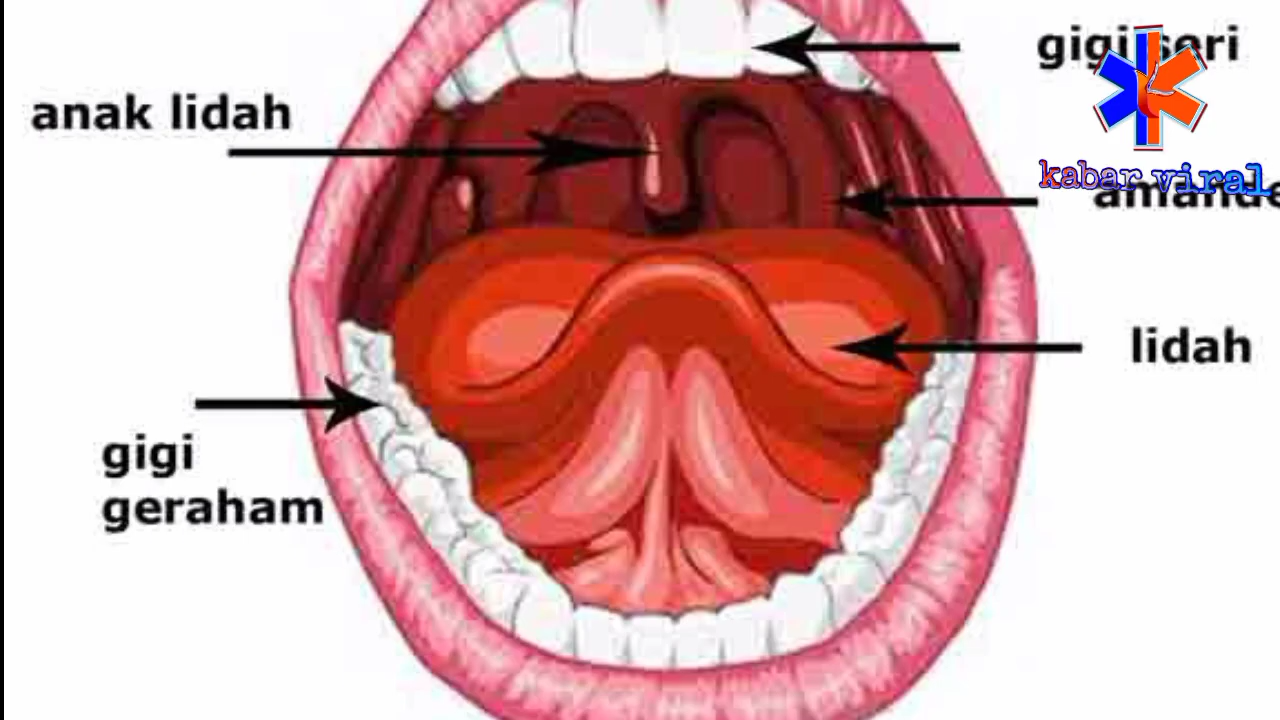 gigi seri
anak lidah
kabar viral
lidah
gigi
geraham